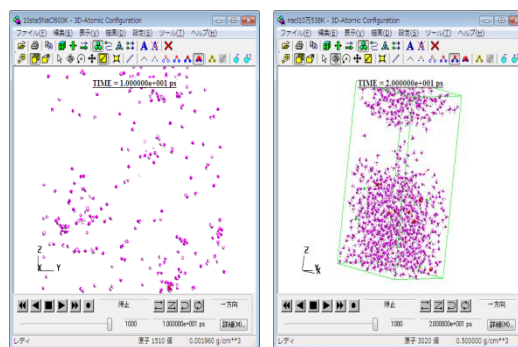 10steSNaCl600K - 3D-Atomic Configuration
ファイル(F) 編集(E) 表示(V) 描画(D) 設定(S) ツール(T) ヘルプ(H)
TIME = 1.000000e+001 ps
Z
X Y
停止
一方向
1000
1.000000e+001 ps
詳細(M)...
レディ
原子 1510 個
0.001960 g/cm**3
nacl10万538K - 3D-Atomic Configuration
ファイル(F) 編集(E) 表示(V) 描画(D) 設定(S) ツール(T) ヘルプ(H)
TIME = 2.000000e+001 ps
Z
停止
一方向
1000
2.000000e+001 ps
詳細(M)...
レディ
原子 3020 個
0.500000 g/cm**3